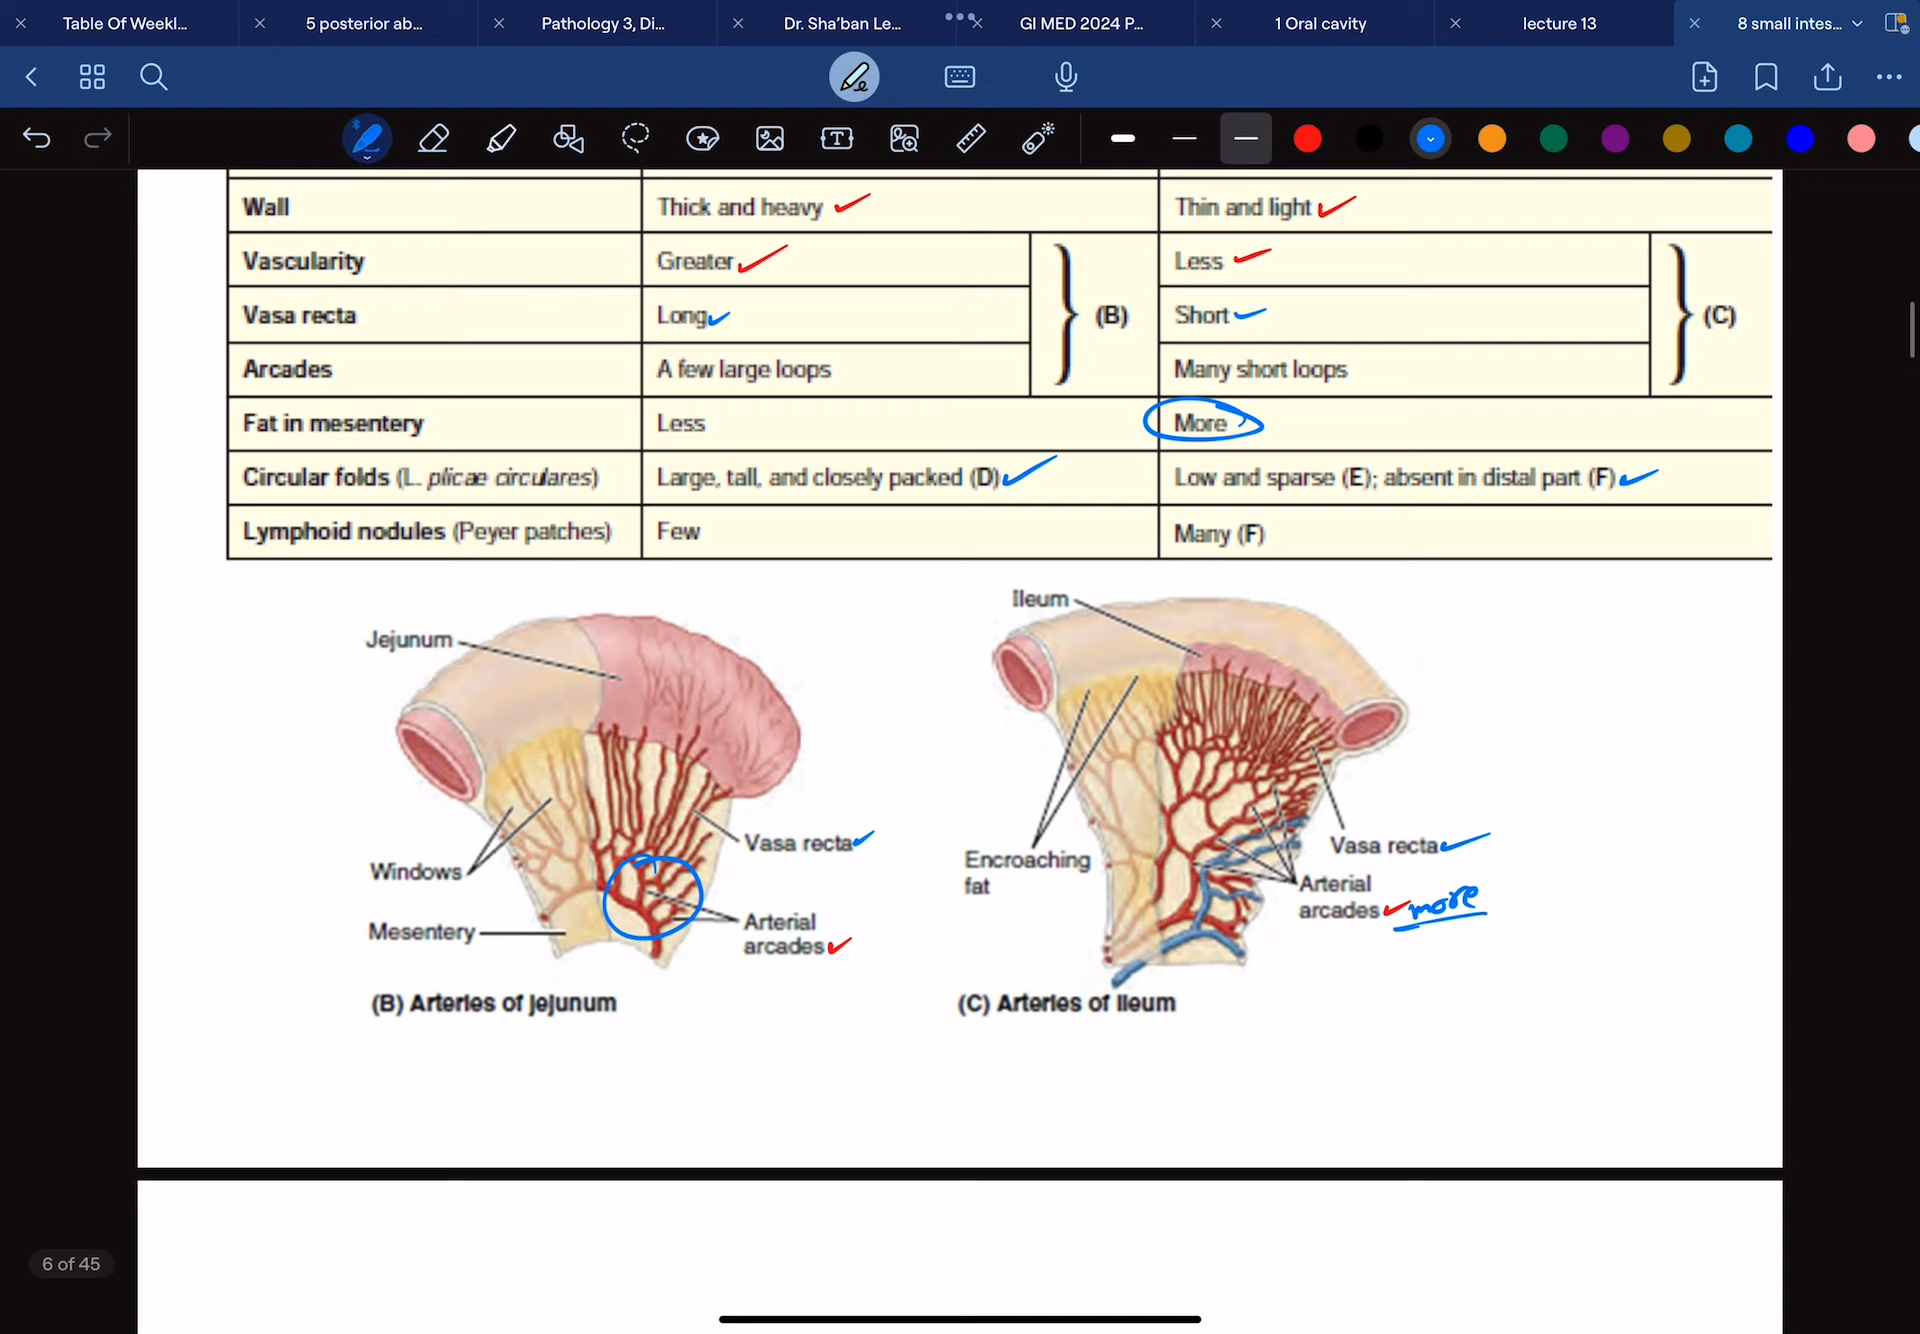 Table Of Weekl...
5 posterior ab...
Pathology 3, Di...
Dr. Sha'ban Le...
GI MED 2024 P...
1 Oral cavity
lecture 13
8 small intes...
Wall Thick and heavy Thin and light
Vascularity Greater Less
Vasa recta Long (B) Short (C)
Arcades A few large loops Many short loops
Fat in mesentery Less More
Circular folds (L. plicae circulares) Large, tall, and closely packed (D) Low and sparse (E); absent in distal part (F)
Lymphoid nodules (Peyer patches) Few Many (F)
Jejunum
Windows
Mesentery
Vasa recta
Arterial
arcades
(B) Arteries of jejunum
Ileum
Encroaching
fat
Vasa recta
Arterial
arcades more
(C) Arteries of ileum
6 of 45